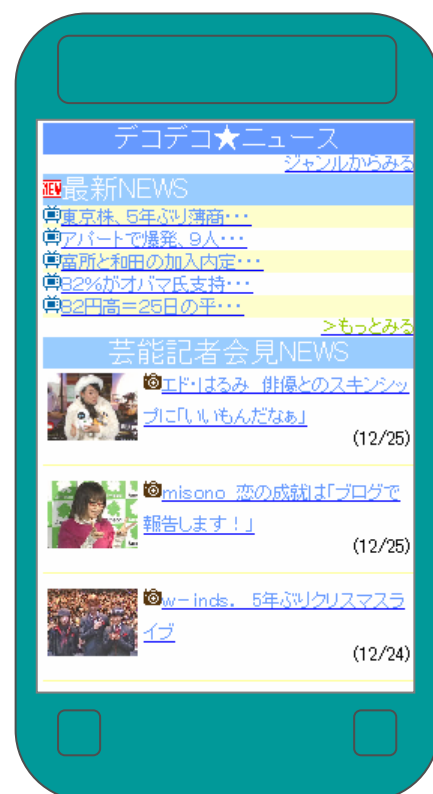 デコデコ★ニュース
ジャンルからみる
NEW最新NEWS
東京株、5年ぶり薄商・・・
アパートで爆発、9人・・・
富所と和田の加入内定・・・
82%がオバマ氏支持・・・
82円高=25日の平・・・
>もっとみる
芸能記者会見NEWS
エド・はるみ 俳優とのスキンシッ
プに「いいもんだなぁ」
(12/25)
misono 恋の成就は「ブログで
報告します!」
(12/25)
w-inds. 5年ぶりクリスマスラ
イブ
(12/24)